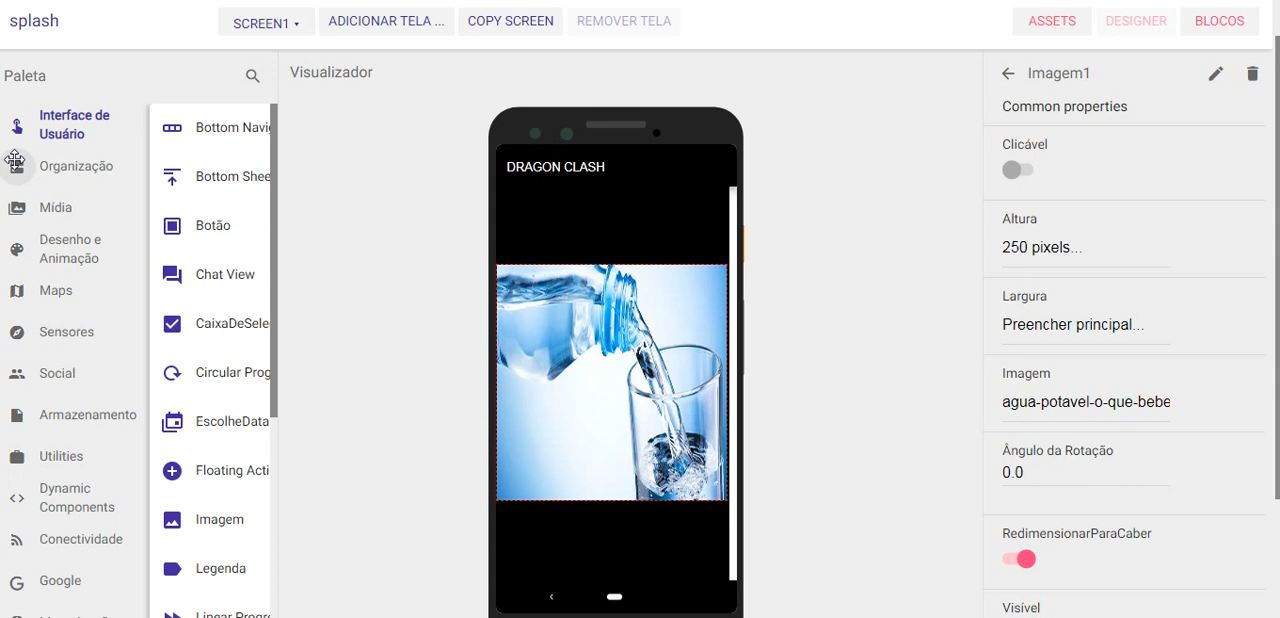 splash
SCREEN1
ADICIONAR TELA ...
COPY SCREEN
REMOVER TELA
ASSETS
DESIGNER
BLOCOS
Paleta
Interface de
Usuário
Organização
Mídia
Desenho e
Animação
Maps
Sensores
Social
Armazenamento
Utilities
Dynamic
Components
Conectividade
Google
Bottom Navi
Bottom Shee
Botão
Chat View
CaixaDeSele
Circular Prog
EscolheData
Floating Acti
Imagem
Legenda
Linear Progre
Visualizador
DRAGON CLASH
Imagem1
Common properties
Clicável
Altura
250 pixels...
Largura
Preencher principal...
Imagem
agua-potavel-o-que-bebe
Ângulo da Rotação
0.0
RedimensionarParaCaber
Visível